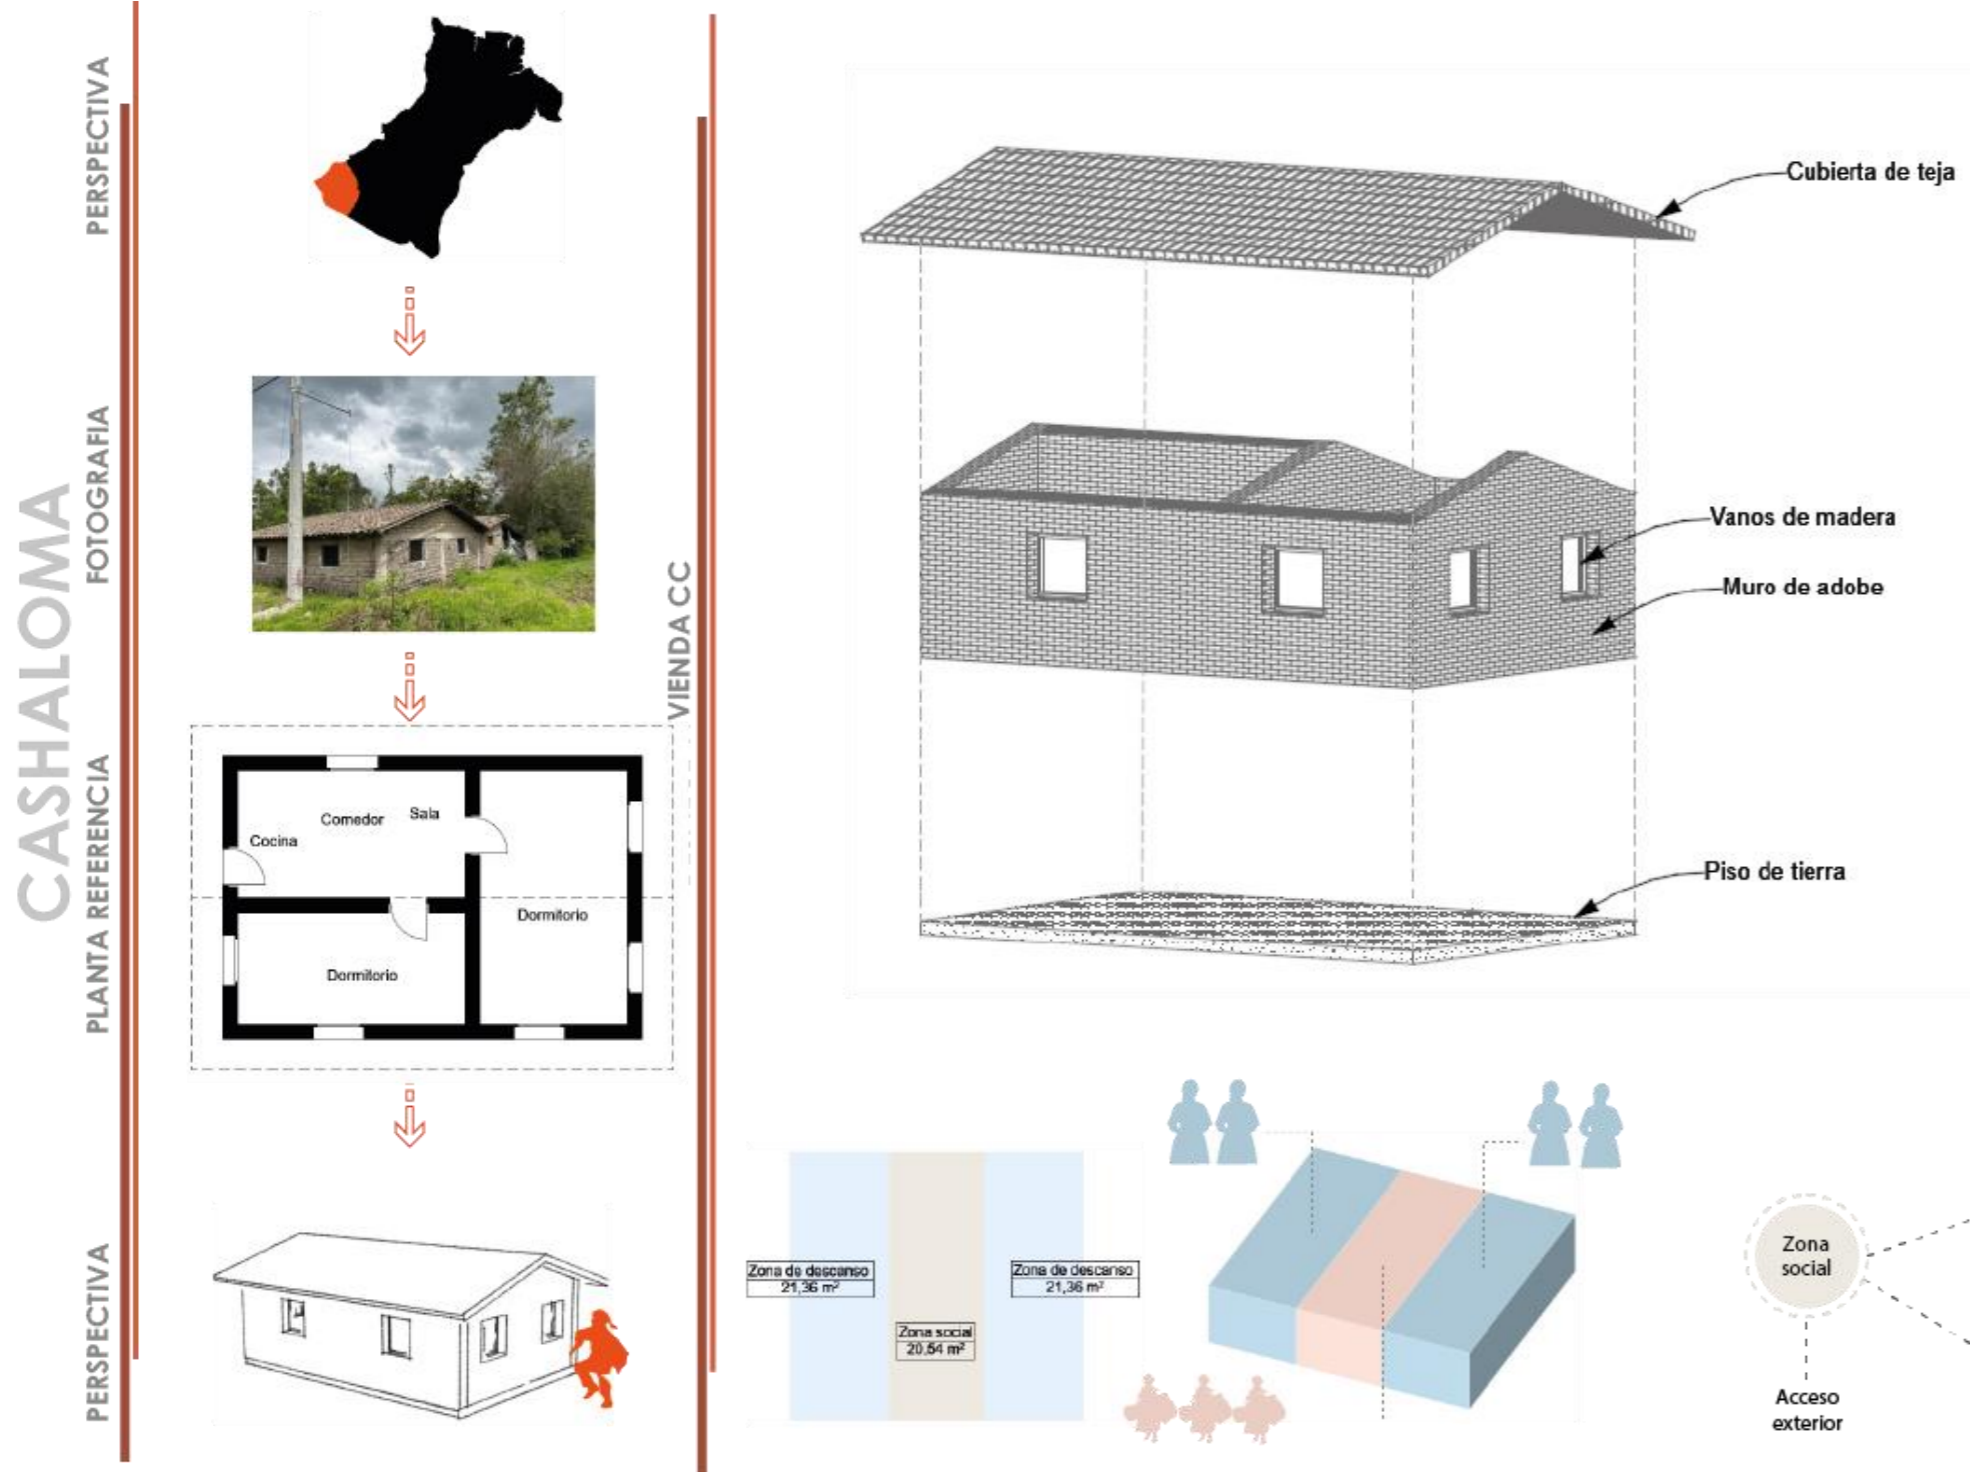 CASHALOMA
PERSPECTIVA
FOTOGRAFIA
PLANTA REFERENCIA
PERSPECTIVA
Cocina
Comedor
Sala
Dormitorio
Dormitorio
VIENDA CC
Cubierta de teja
Vanos de madera
Muro de adobe
Piso de tierra
Zona de descanso
21,36 m²
Zona social
20,54 m²
Zona de descanso
21,36 m²
Zona
social
Acceso
exterior